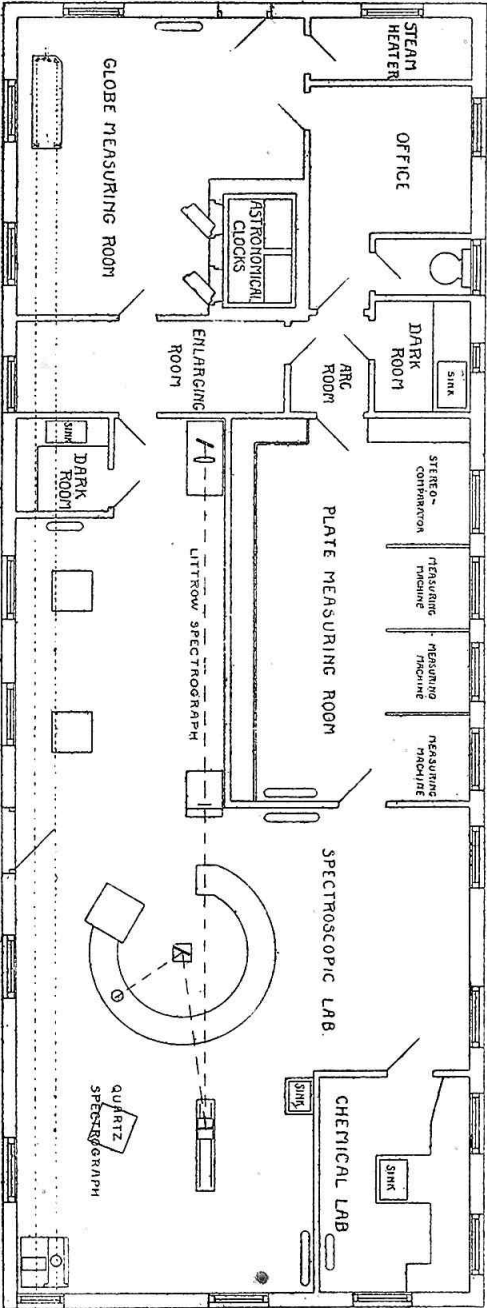 STEAM
HEATER
OFFICE
GLOBE MEASURING ROOM
ASTRONOMICAL
CLOCKS
DARK
ROOM
SINK
ARC
ROOM
ENLARGING
ROOM
SINK
DARK
ROOM
STEREO-
COMPARATOR
MEASURING
MACHINE
MEASURING
MACHINE
MEASURING
MACHINE
PLATE MEASURING ROOM
LITTROW SPECTROGRAPH
SPECTROSCOPIC LAB.
SINK
CHEMICAL LAB
SINK
QUARTZ
SPECTROGRAPH